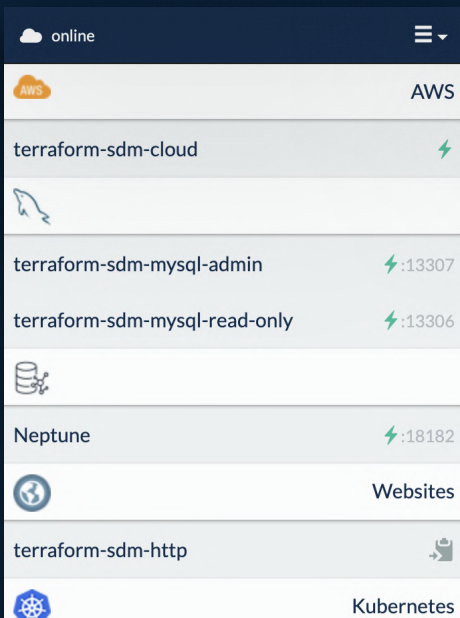 online
AWS AWS
terraform-sdm-cloud
terraform-sdm-mysql-admin :13307
terraform-sdm-mysql-read-only :13306
Neptune :18182
Websites
terraform-sdm-http
Kubernetes